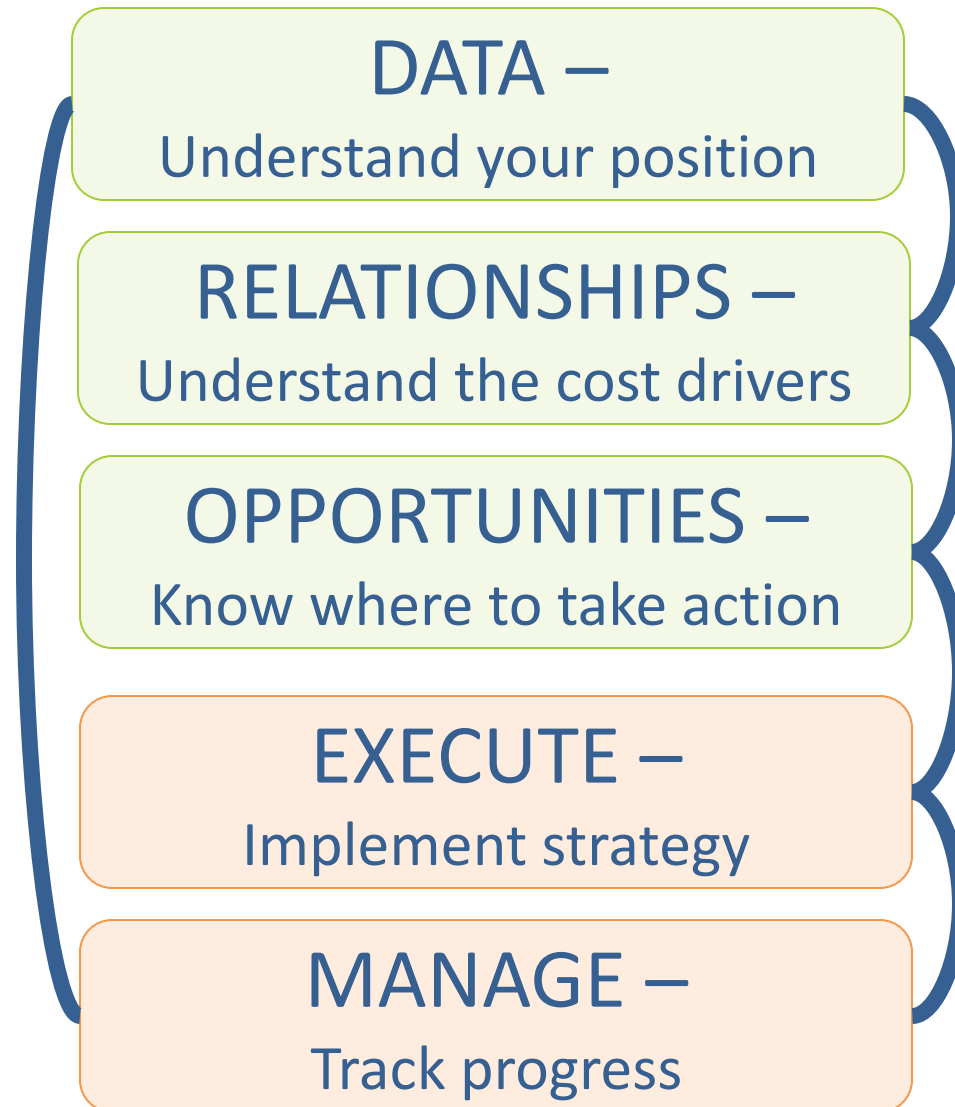 DATA –
Understand your position
RELATIONSHIPS –
Understand the cost drivers
OPPORTUNITIES –
Know where to take action
EXECUTE –
Implement strategy
MANAGE –
Track progress